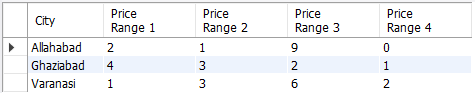 City Price Range 1 Price Range 2 Price Range 3 Price Range 4
Allahabad 2 1 9 0
Ghaziabad 4 3 2 1
Varanasi 1 3 6 2